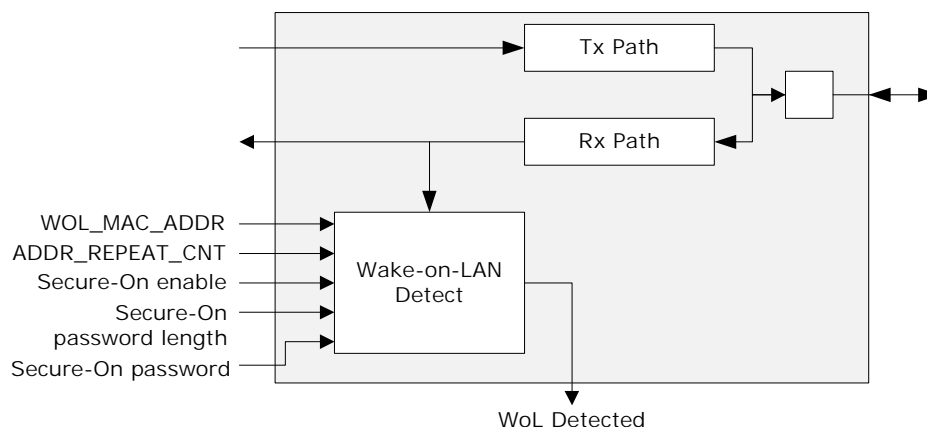 Tx Path
Rx Path
WOL_MAC_ADDR
ADDR_REPEAT_CNT
Secure-On enable
Secure-On
password length
Secure-On password
Wake-on-LAN
Detect
WoL Detected